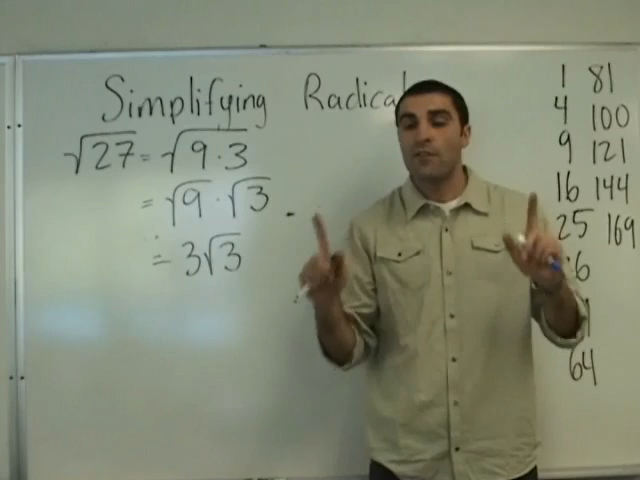 Simplifying Radical
√27 = √9·3
= √9 · √3
= 3√3
1 81
4 100
9 121
16 144
25 169
6
64